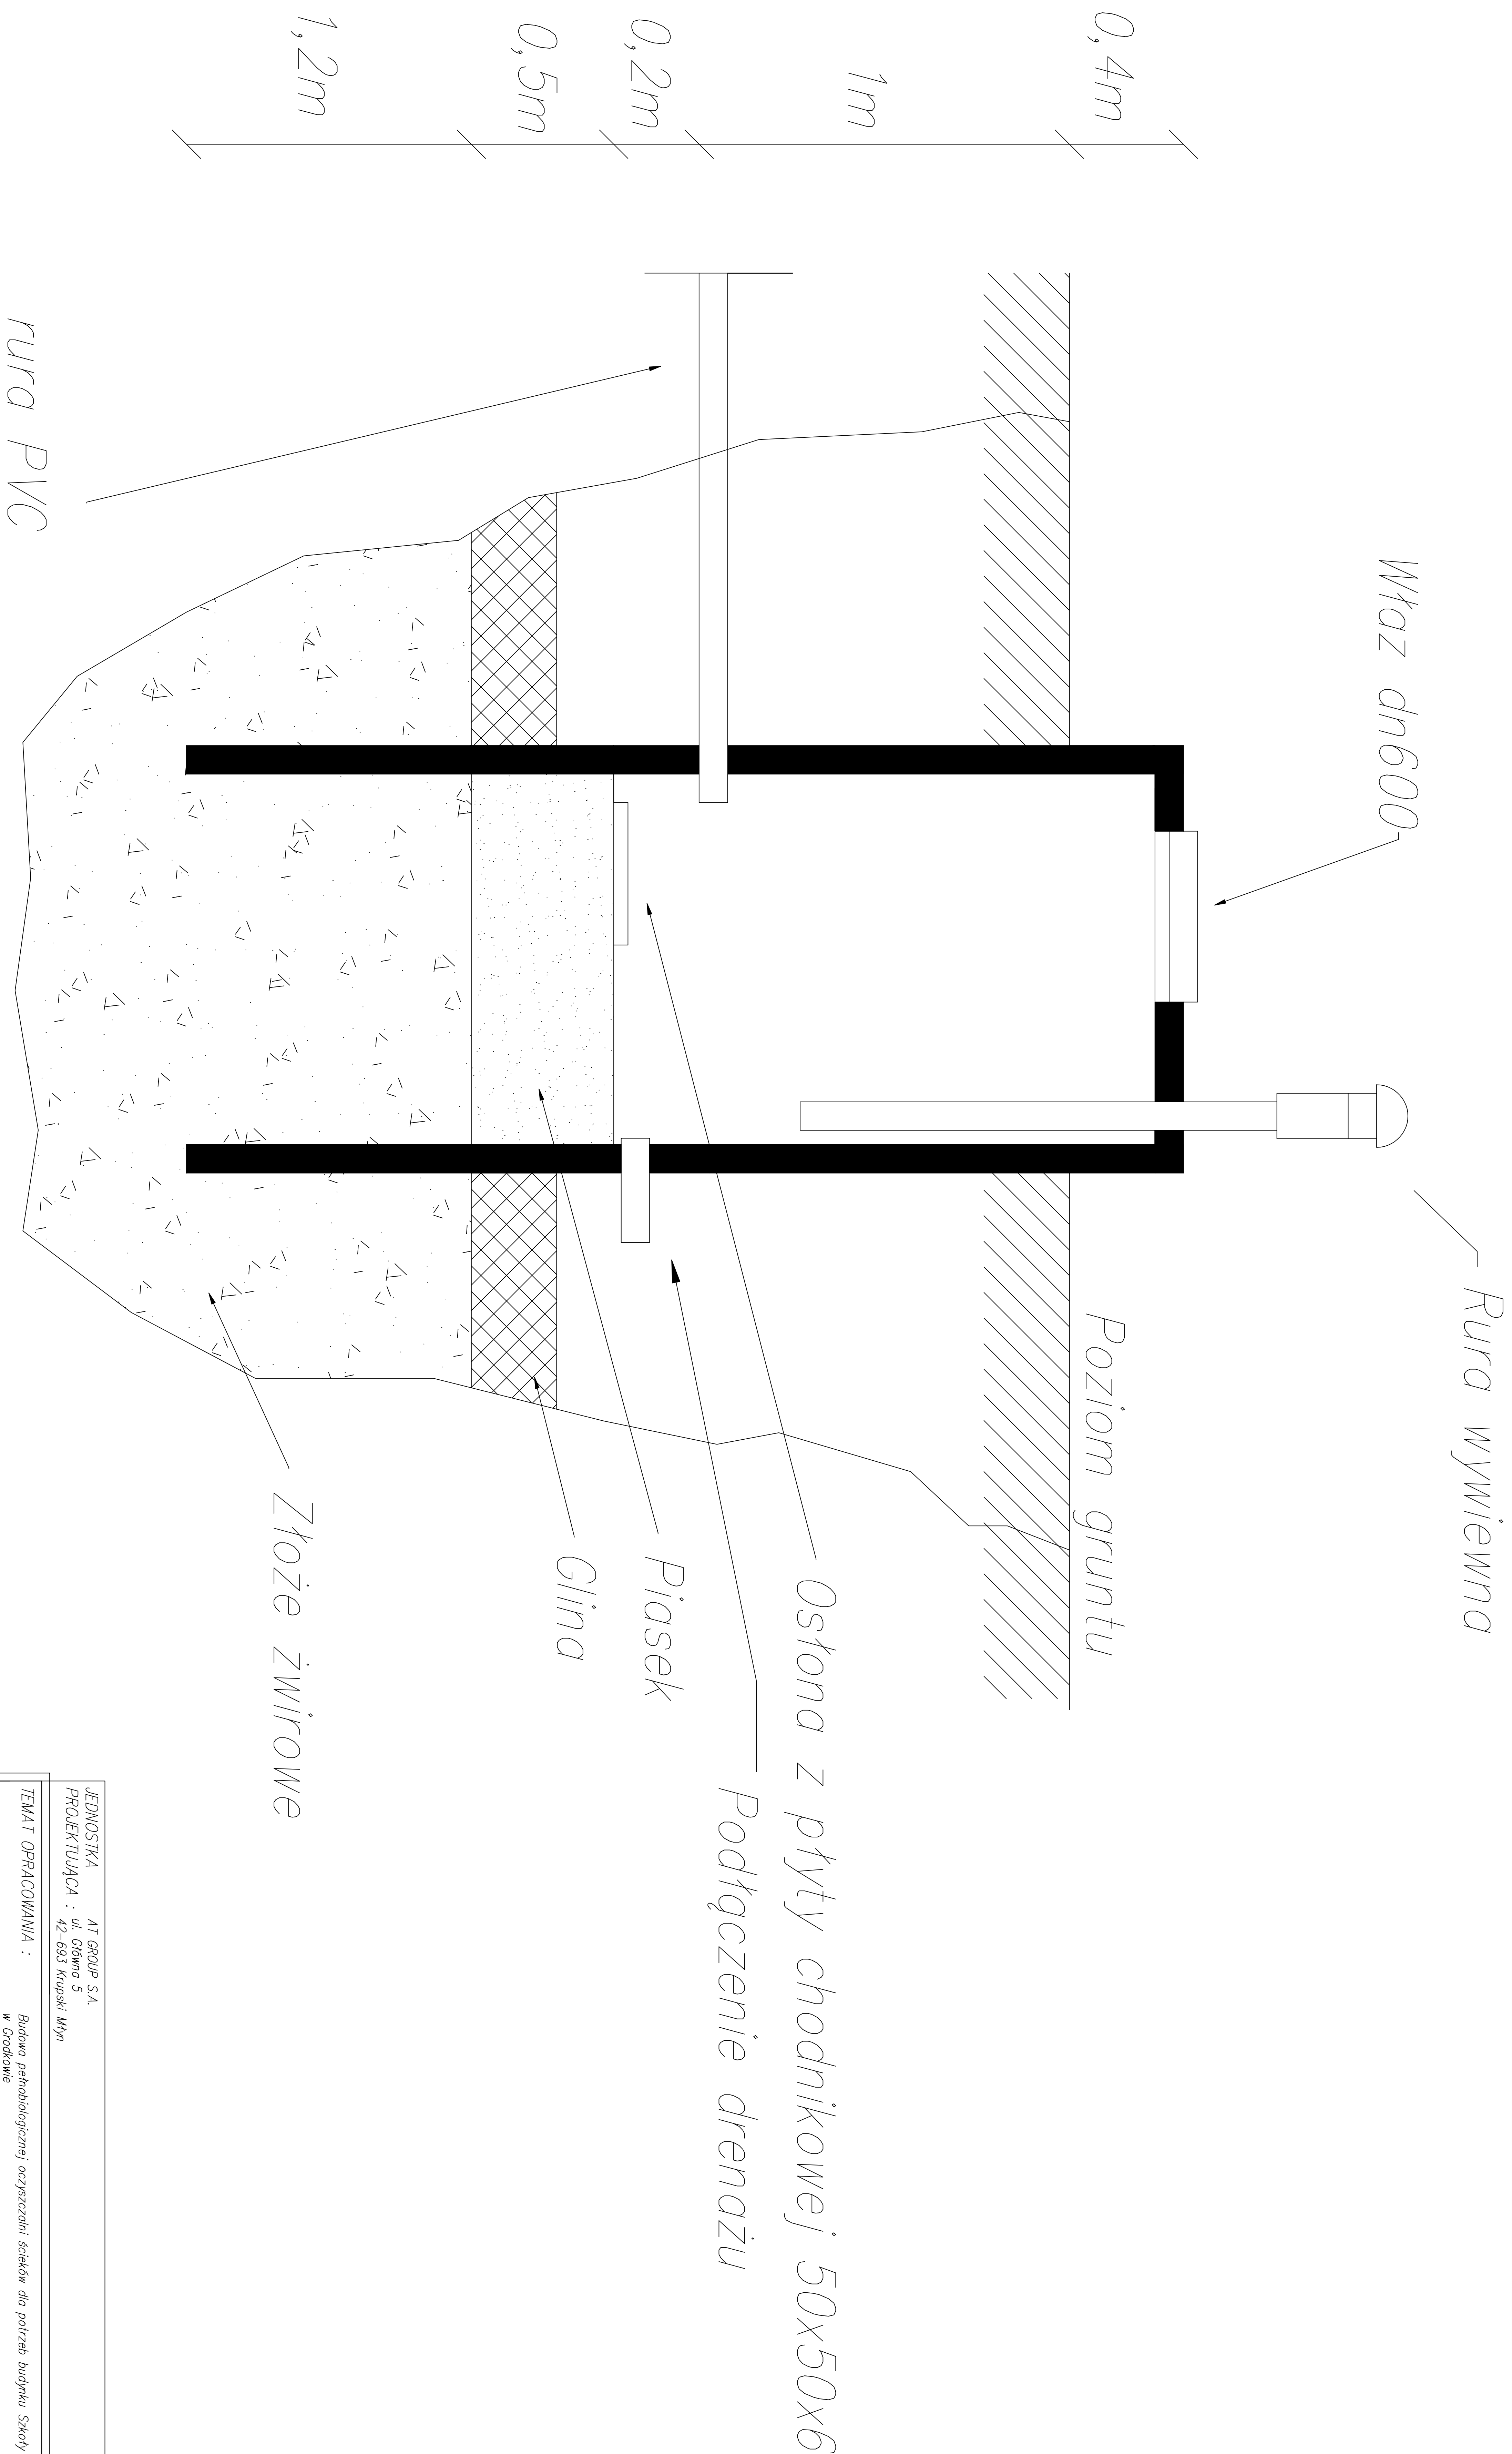 Rura wywiewna
Właz dn600
Poziom gruntu
0,4m
1m
0,2m
0,5m
1,2m
Osłona z płyty chodnikowej 50x50x6
Podłączenie drenażu
Piasek
Glina
Złoże żwirowe
rura PVC
JEDNOSTKA
PROJEKTUJĄCA :
AT GROUP S.A.
ul. Główna 5
42-693 Krupski Młyn
TEMAT OPRACOWANIA :
Budowa pełnobiologicznej oczyszczalni ścieków dla potrzeb budynku Szkoły
w Grodkowie